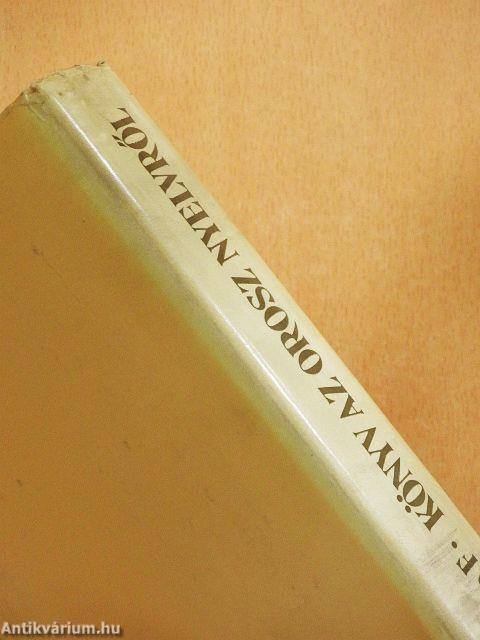 KÖNYV AZ OROSZ NYELVRŐL
Antikvárium.hu